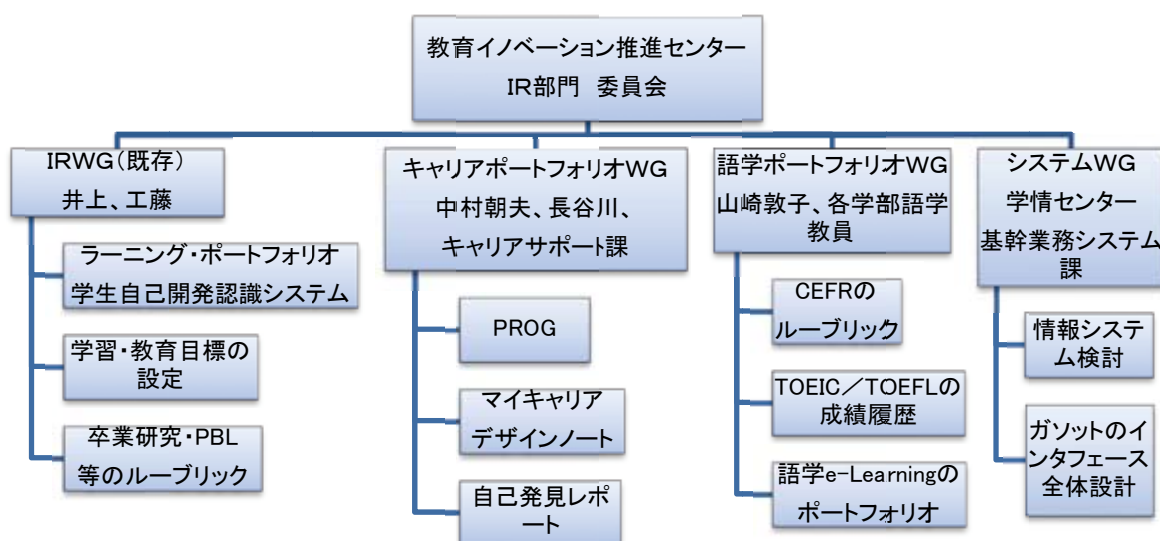 教育イノベーション推進センター
IR部門 委員会
IRWG(既存)
井上、工藤
ラーニング・ポートフォリオ
学生自己開発認識システム
学習・教育目標の
設定
卒業研究・PBL
等のルーブリック
キャリアポートフォリオWG
中村朝夫、長谷川、
キャリアサポート課
PROG
マイキャリア
デザインノート
自己発見レポ
ート
語学ポートフォリオWG
山崎敦子、各学部語学
教員
CEFRの
ルーブリック
TOEIC/TOEFLの
成績履歴
語学e-Learningの
ポートフォリオ
システムWG
学情センター
基幹業務システム
課
情報システ
ム検討
ガソットのイ
ンタフェース
全体設計